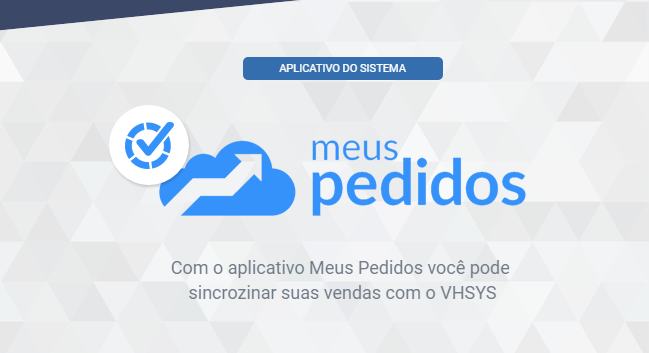 APLICATIVO DO SISTEMA
meus
pedidos
Com o aplicativo Meus Pedidos você pode
sincrozinar suas vendas com o VHSYS